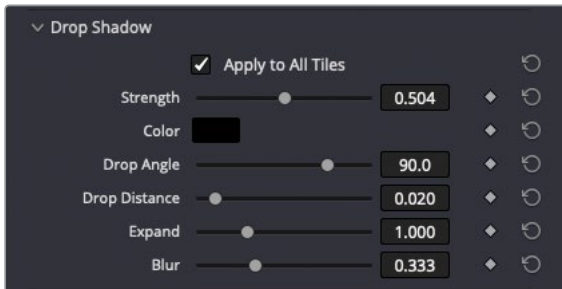 Drop Shadow
Apply to All Tiles
Strength 0.504
Color
Drop Angle 90.0
Drop Distance 0.020
Expand 1.000
Blur 0.333